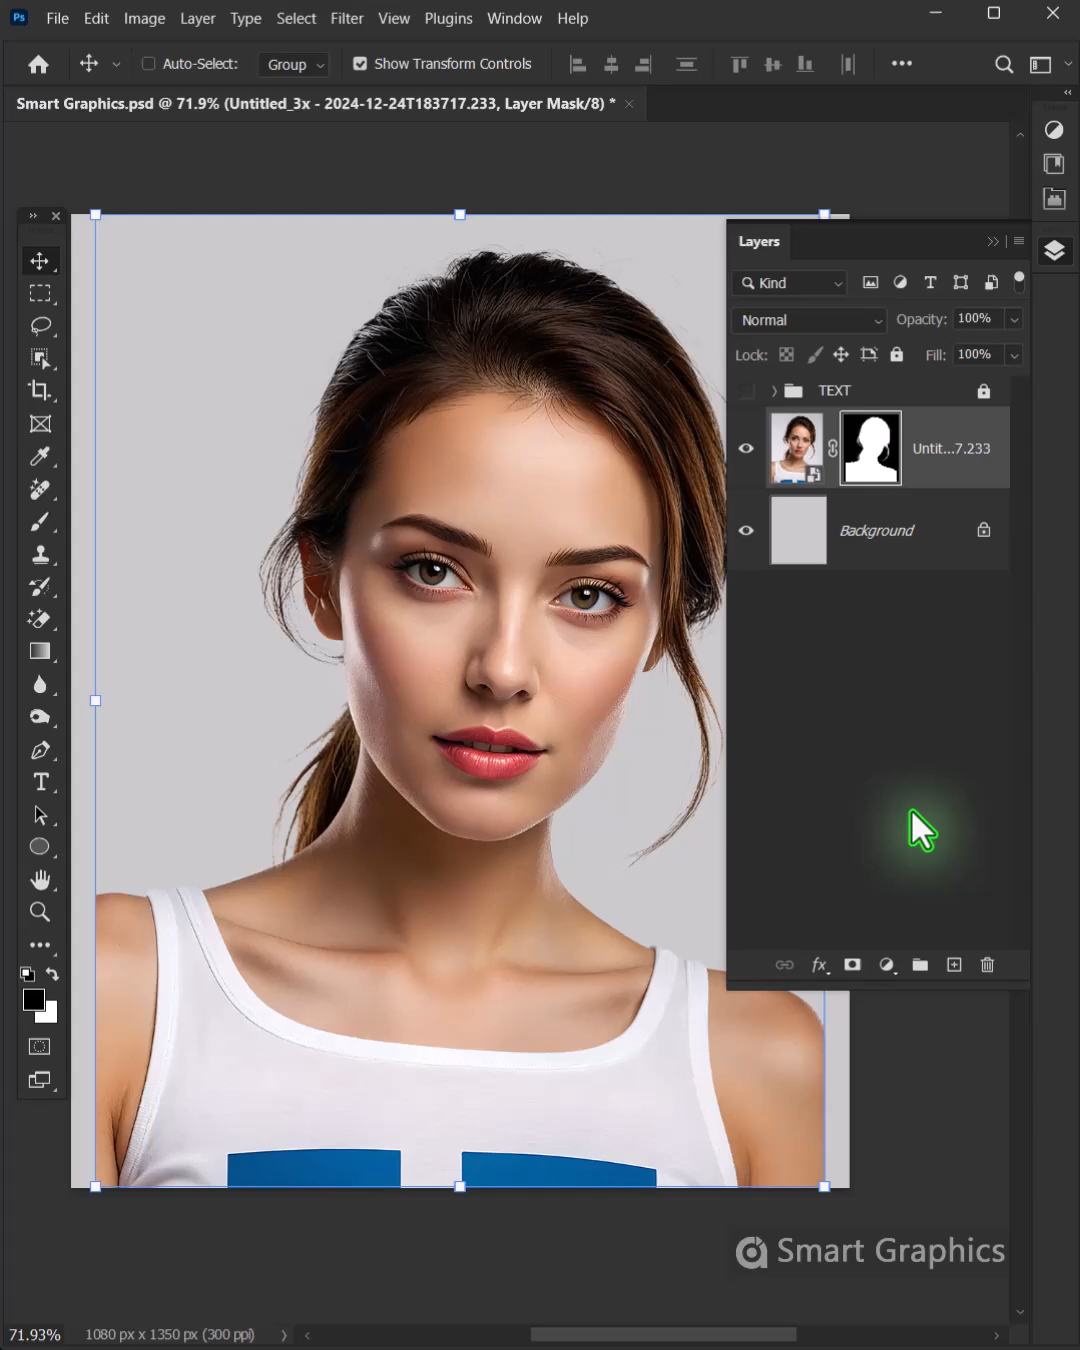 Ps File Edit Image Layer Type Select Filter View Plugins Window Help
Auto-Select: Group Show Transform Controls
Smart Graphics.psd @ 71.9% (Untitled_3x - 2024-12-24T183717.233, Layer Mask/8) *
Layers
Kind
Normal Opacity: 100%
Lock: Fill: 100%
TEXT
Untit...7.233
Background
fx
Smart Graphics
71.93% 1080 px x 1350 px (300 ppi)